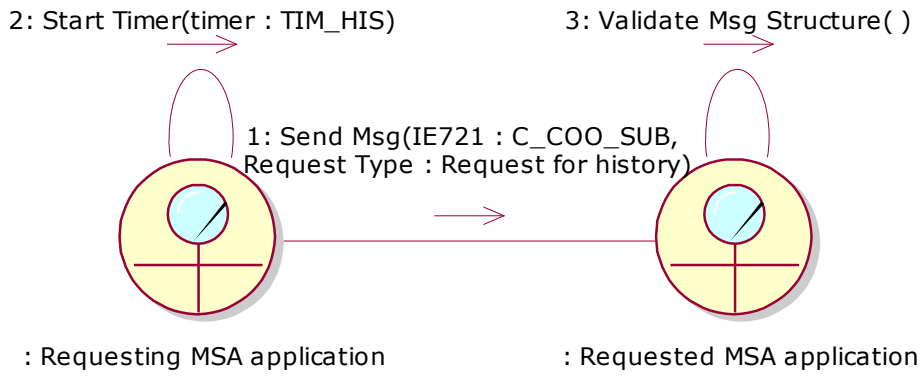 2: Start Timer(timer : TIM_HIS)
3: Validate Msg Structure( )
1: Send Msg(IE721 : C_COO_SUB,
Request Type : Request for history)
: Requesting MSA application
: Requested MSA application